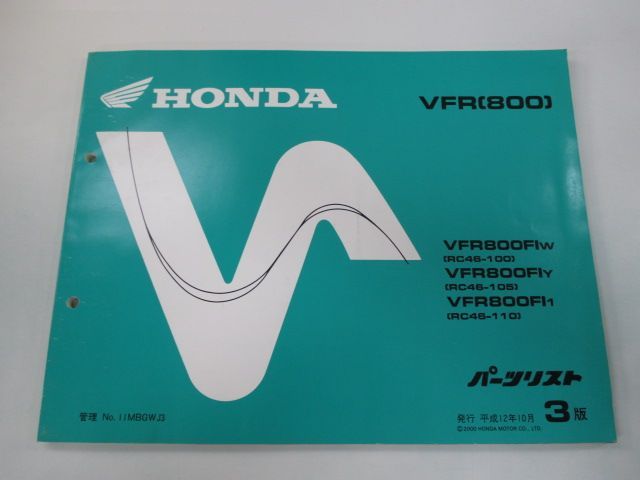 HONDA
VFR(800)
VFR800FIW
(RC46-100)
VFR800FIY
(RC46-105)
VFR800FI1
(RC46-110)
パーツリスト
管理 No. 11MBGWJ3
発行 平成12年10月 3版
© 2000 HONDA MOTOR CO., LTD.